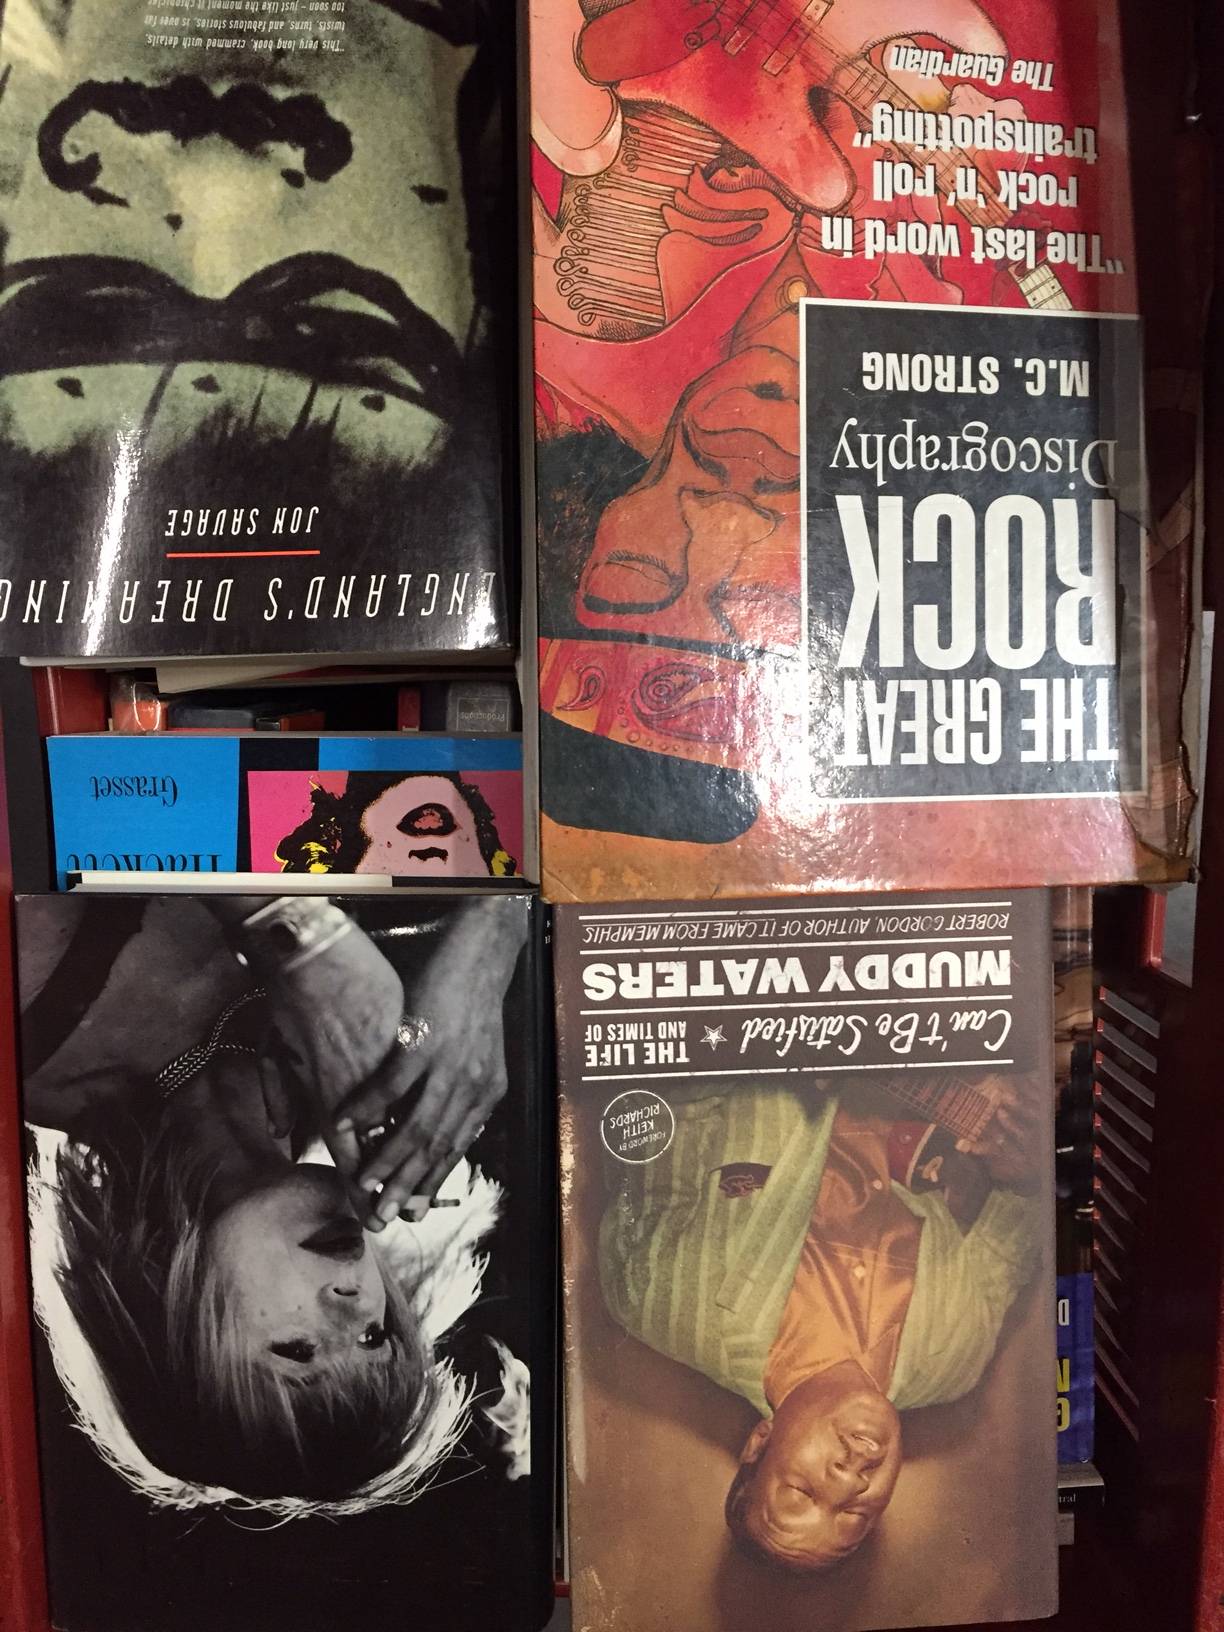 Can't Be Satisfied
THE LIFE
AND TIMES OF
MUDDY WATERS
ROBERT GORDON, AUTHOR OF IT CAME FROM MEMPHIS
FOREWORD BY
KEITH
RICHARDS
THE GREAT
ROCK
Discography
M.C. STRONG
"The last word in
rock 'n' roll
trainspotting"
The Guardian
Hackett
Grasset
Productions
ENGLAND'S DREAMING
JON SAVAGE
"This very long book, crammed with details,
twists, turns, and fabulous stories, is over far
too soon – just like the moment it chronicles